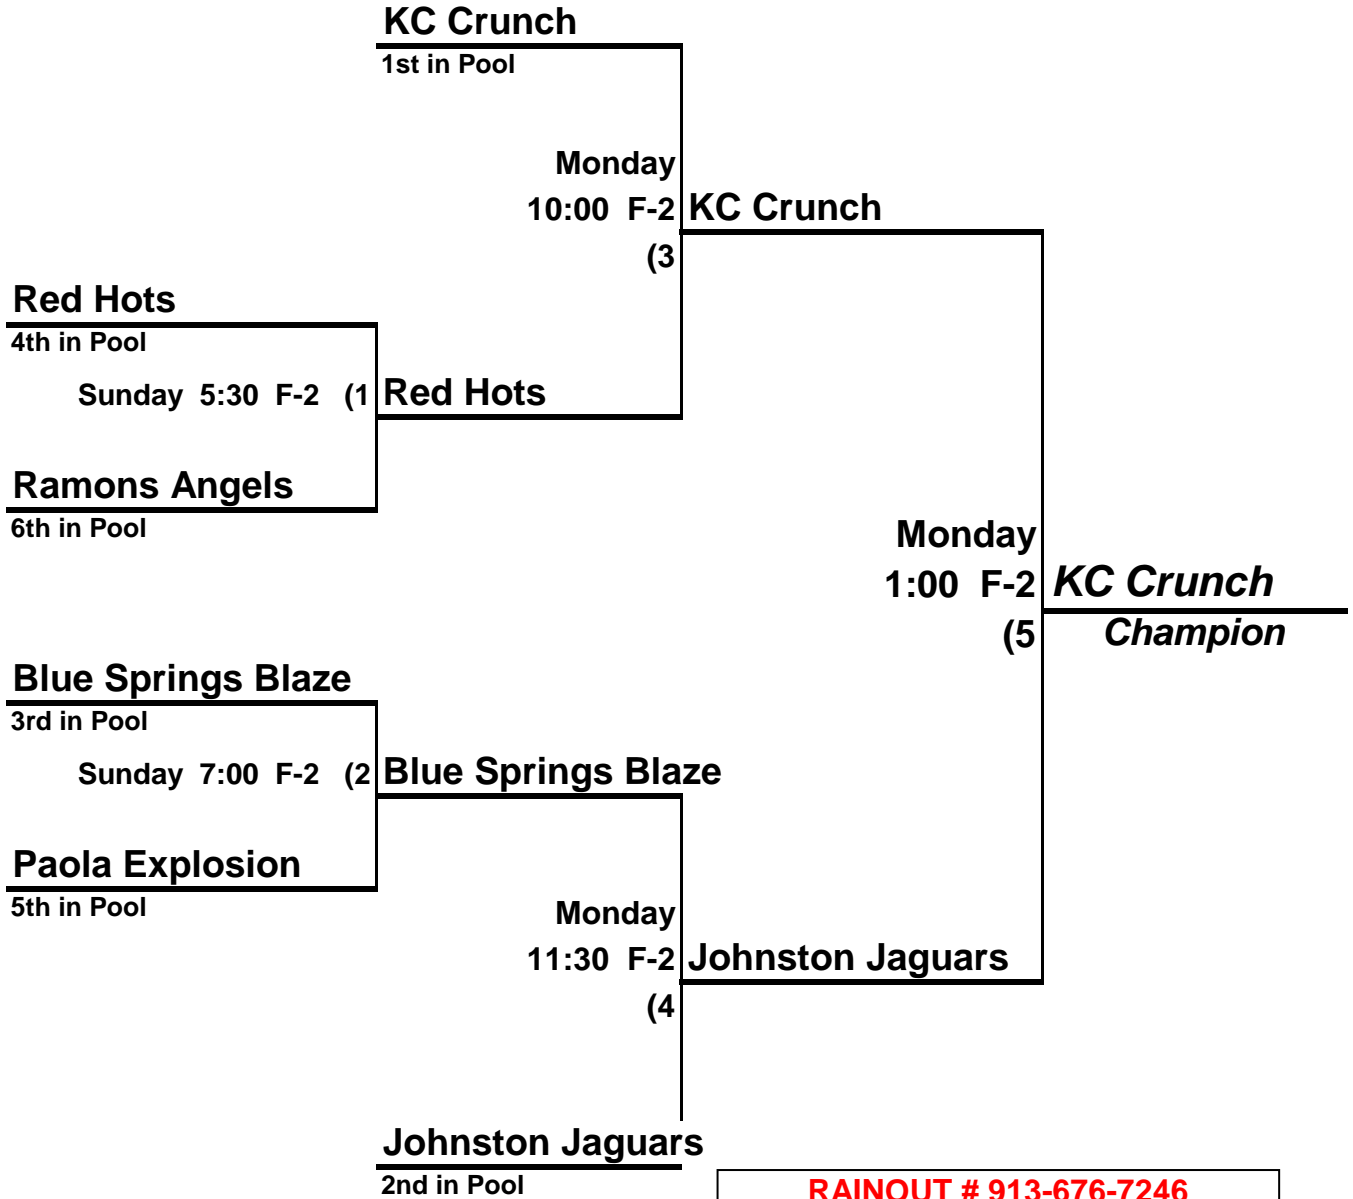 KC Crunch
1st in Pool
Monday
10:00 F-2 KC Crunch
(3
Red Hots
4th in Pool
Sunday 5:30 F-2 (1 Red Hots
Ramons Angels
6th in Pool
Monday
1:00 F-2 KC Crunch
(5 Champion
Blue Springs Blaze
3rd in Pool
Sunday 7:00 F-2 (2 Blue Springs Blaze
Paola Explosion
5th in Pool
Monday
11:30 F-2 Johnston Jaguars
(4
Johnston Jaguars
2nd in Pool
RAINOUT # 913-676-7246